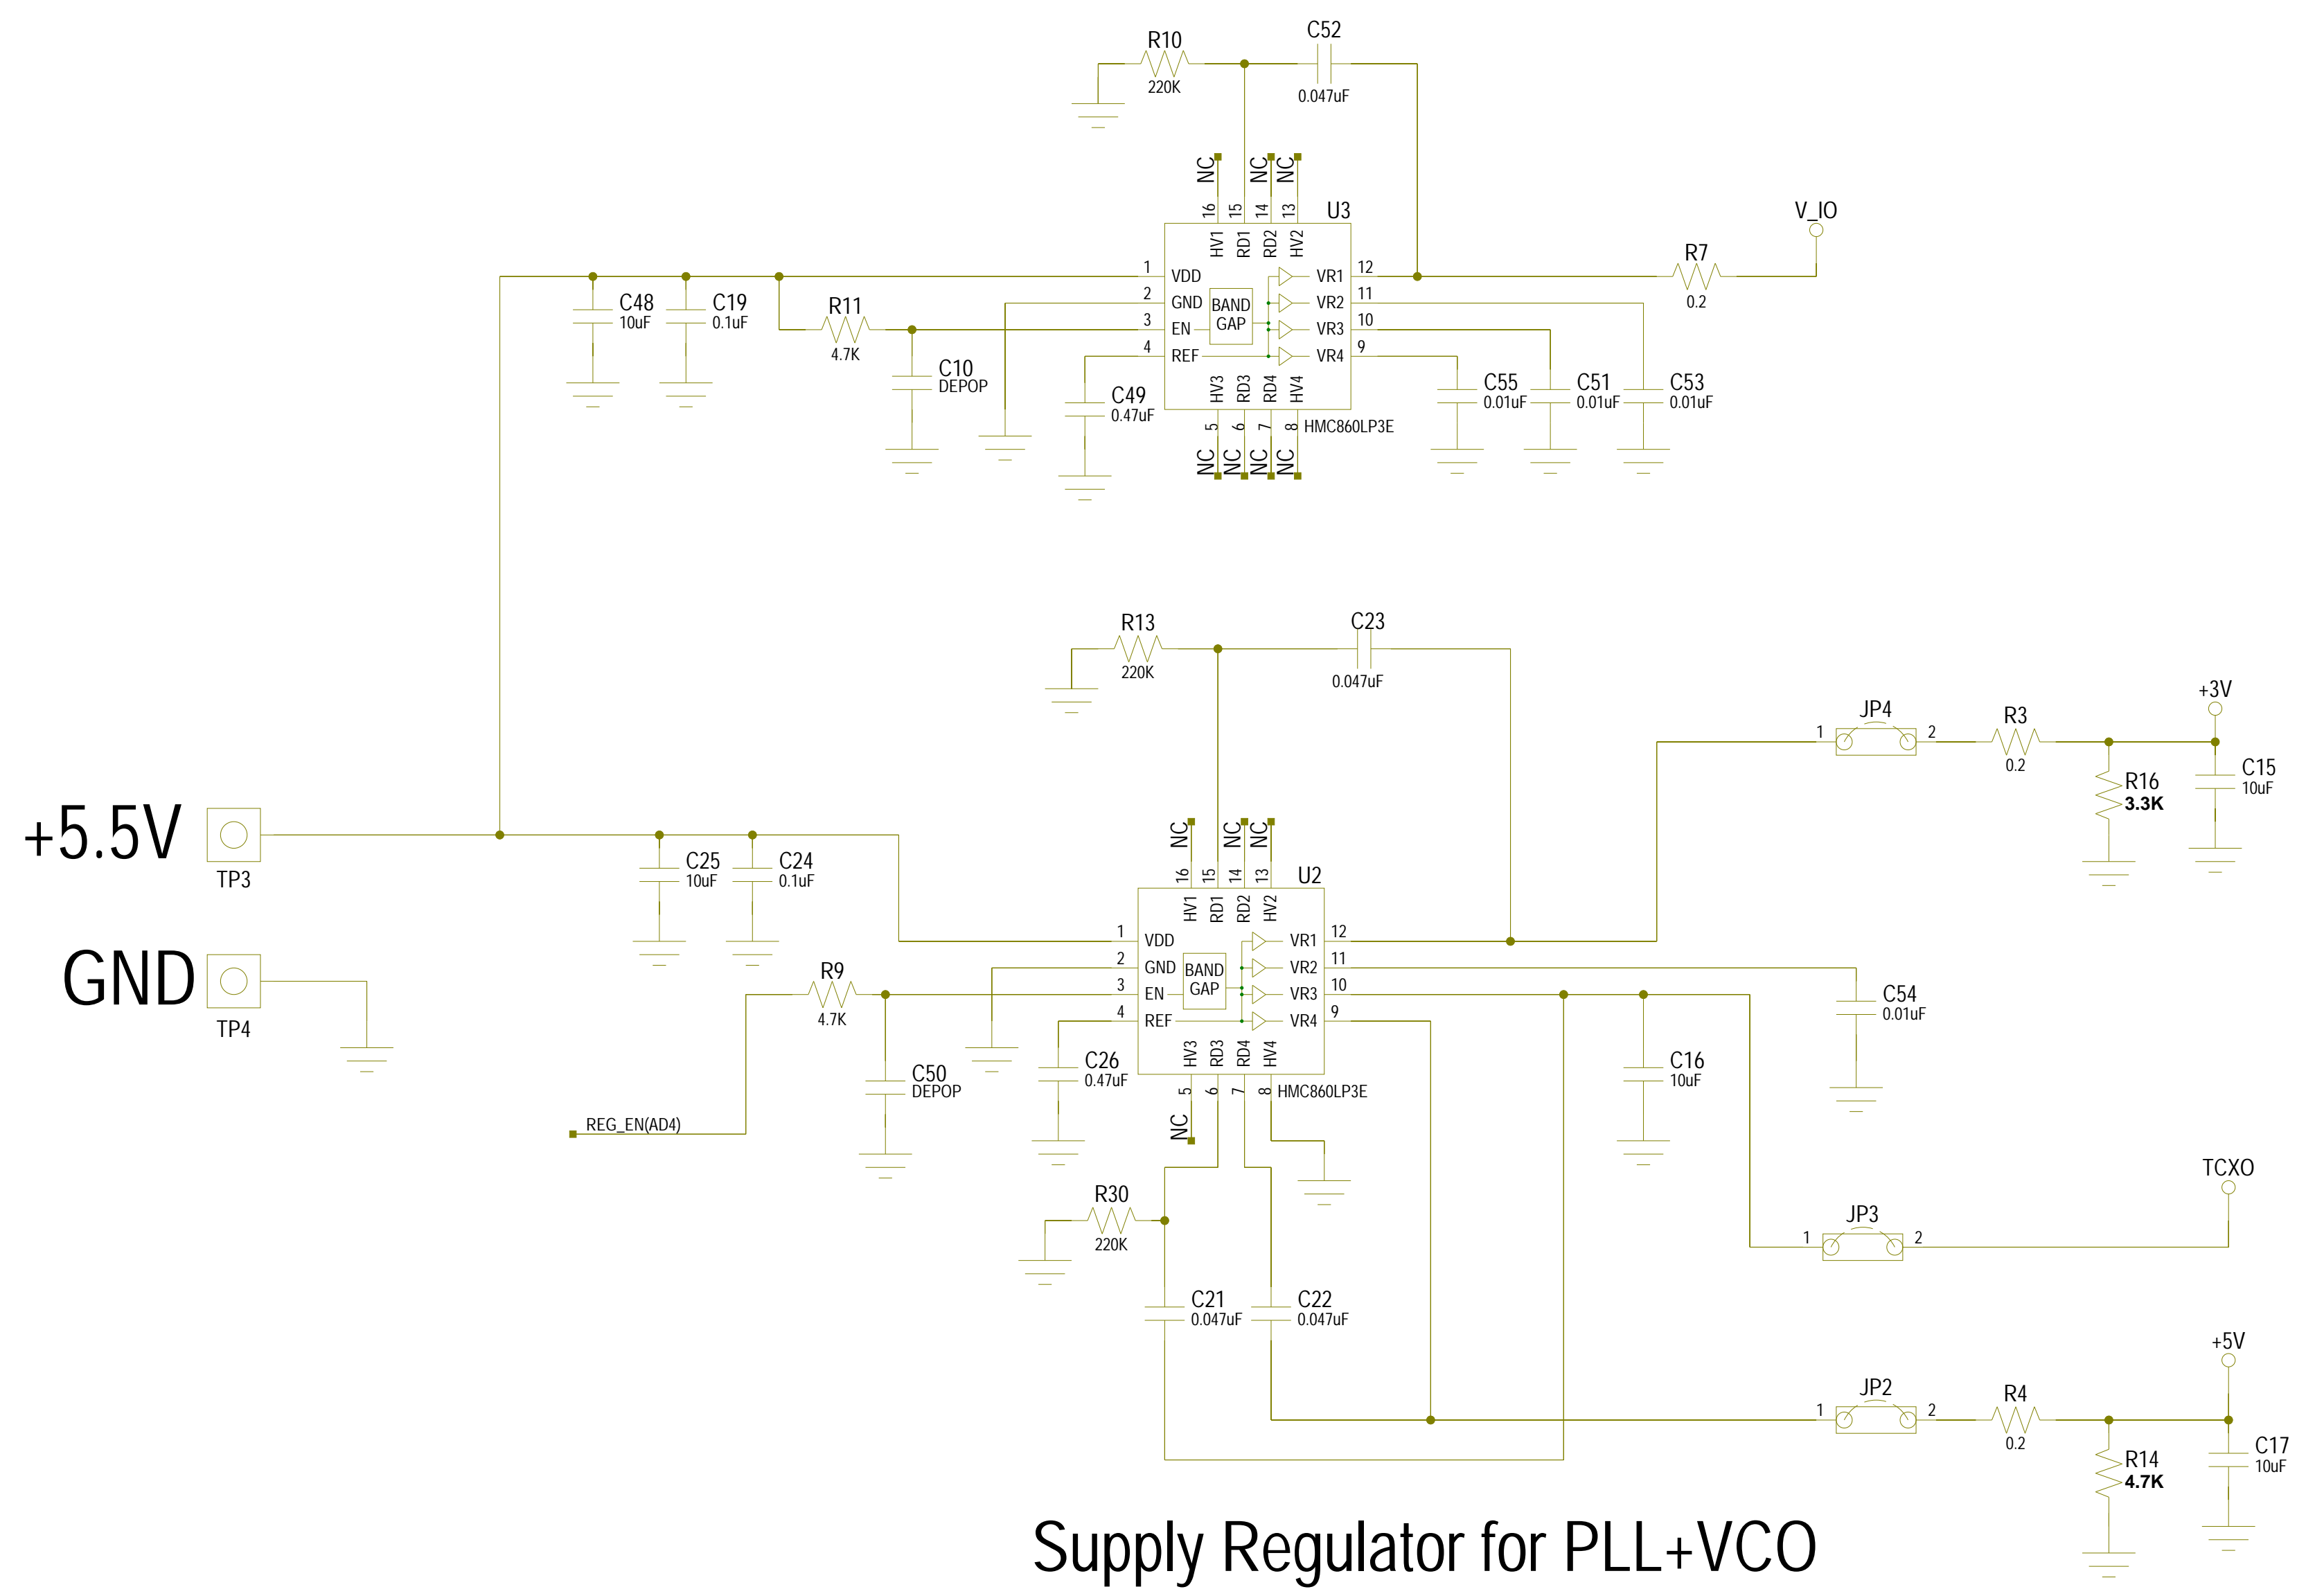 C52
R10
220K
0.047uF
NC
NC
NC
16
15
14
13
U3
V_IO
HV1
RD1
RD2
HV2
R7
0.2
1
VDD
VR1
12
2
GND
BAND
GAP
VR2
11
3
EN
VR3
10
4
REF
VR4
9
C48
10uF
C19
0.1uF
R11
4.7K
C10
DEPOP
C49
0.47uF
HV3
RD3
RD4
HV4
5
6
7
8
HMC860LP3E
NC
NC
NC
NC
C55
0.01uF
C51
0.01uF
C53
0.01uF
R13
220K
C23
0.047uF
+3V
JP4
1
2
R3
0.2
R16
3.3K
C15
10uF
+5.5V
TP3
C25
10uF
C24
0.1uF
NC
NC
NC
16
15
14
13
U2
HV1
RD1
RD2
HV2
1
VDD
VR1
12
2
GND
BAND
GAP
VR2
11
3
EN
VR3
10
4
REF
VR4
9
GND
TP4
R9
4.7K
C50
DEPOP
C26
0.47uF
HV3
RD3
RD4
HV4
5
6
7
8
HMC860LP3E
NC
C16
10uF
C54
0.01uF
REG_EN(AD4)
R30
220K
TCXO
JP3
1
2
C21
0.047uF
C22
0.047uF
+5V
JP2
1
2
R4
0.2
R14
4.7K
C17
10uF
Supply Regulator for PLL+VCO